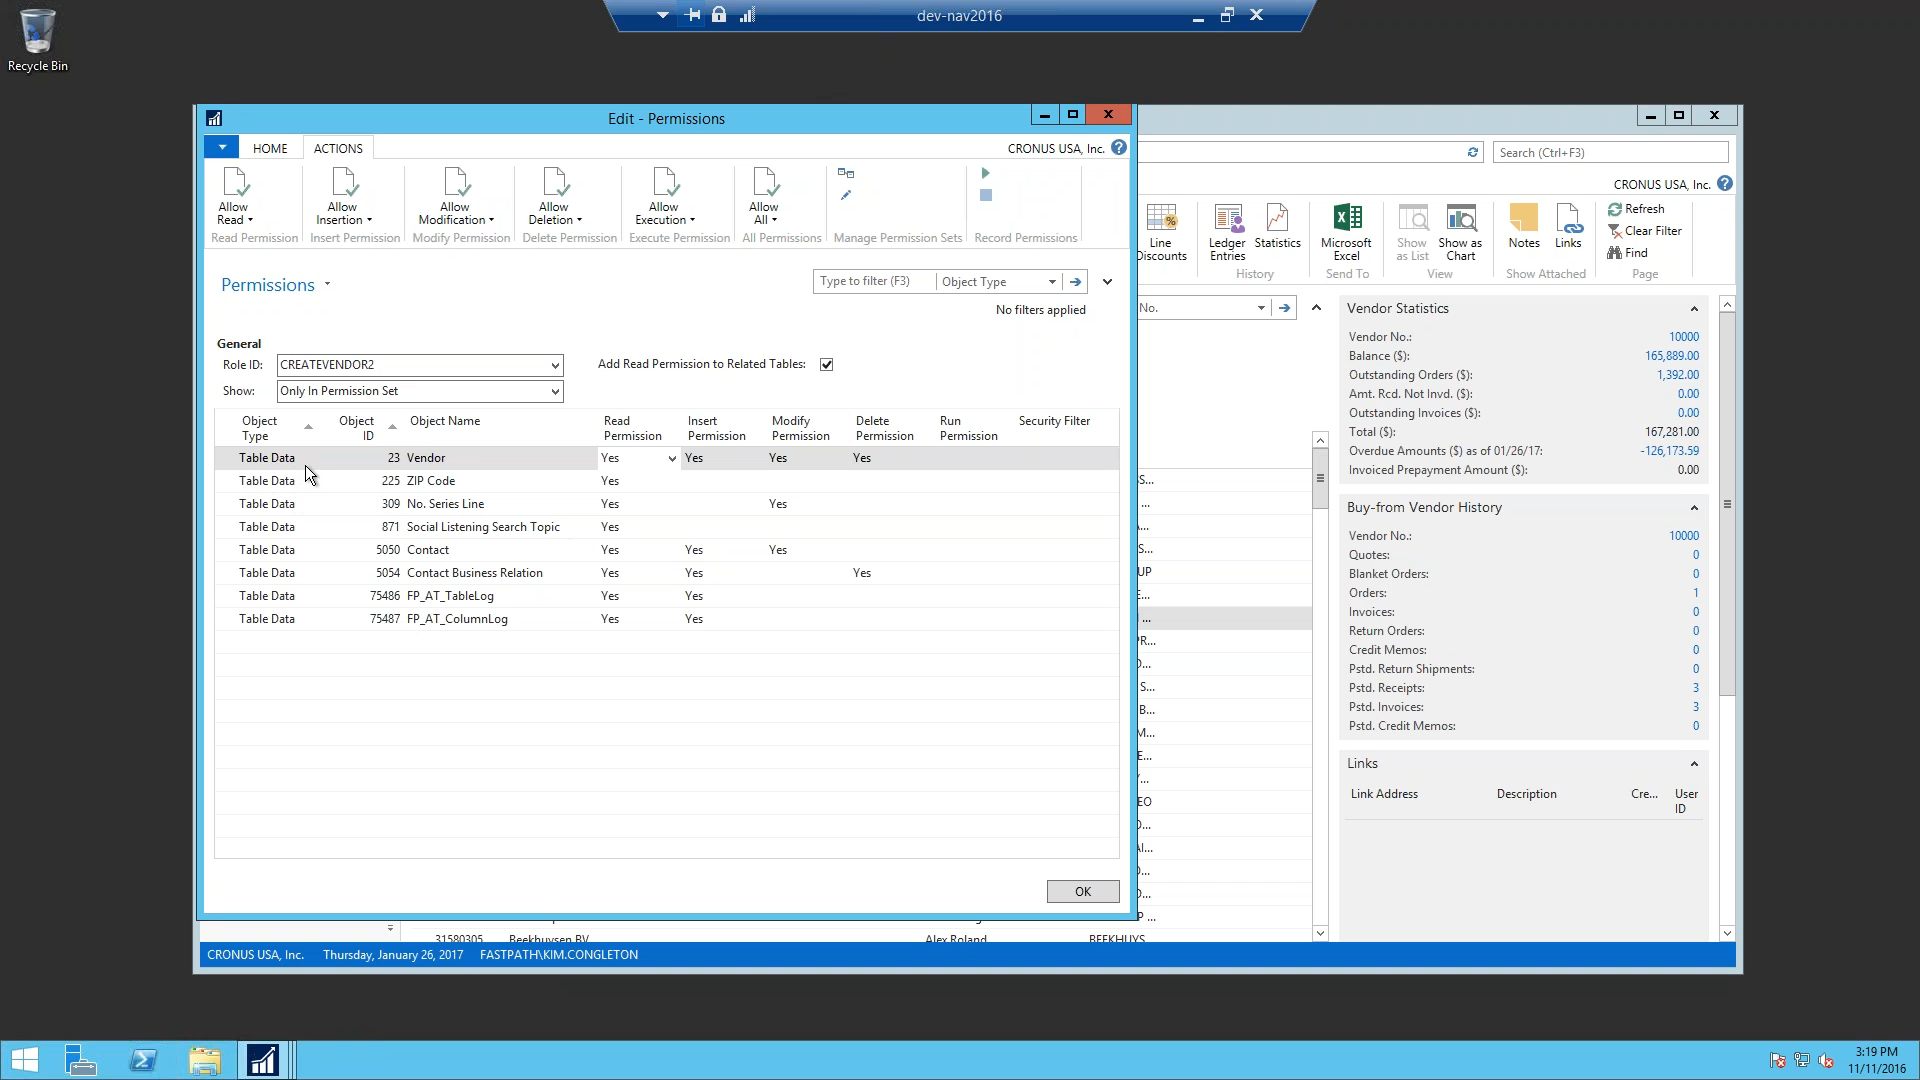 dev-nav2016
Recycle Bin
Edit - Permissions
HOME
ACTIONS
CRONUS USA, Inc.
Allow Read
Allow Insertion
Allow Modification
Allow Deletion
Allow Execution
Allow All
Read Permission
Insert Permission
Modify Permission
Delete Permission
Execute Permission
All Permissions
Manage Permission Sets
Record Permissions
Permissions
Type to filter (F3)
Object Type
No filters applied
General
Role ID: CREATEVENDOR2
Add Read Permission to Related Tables:
Show: Only In Permission Set
Object Type Object ID Object Name Read Permission Insert Permission Modify Permission Delete Permission Run Permission Security Filter
Table Data 23 Vendor Yes Yes Yes Yes
Table Data 225 ZIP Code Yes
Table Data 309 No. Series Line Yes Yes
Table Data 871 Social Listening Search Topic Yes
Table Data 5050 Contact Yes Yes Yes
Table Data 5054 Contact Business Relation Yes Yes Yes
Table Data 75486 FP_AT_TableLog Yes Yes
Table Data 75487 FP_AT_ColumnLog Yes Yes
OK
Search (Ctrl+F3)
CRONUS USA, Inc.
Line Discounts
Ledger Entries
Statistics
Microsoft Excel
Show as List
Show as Chart
Notes
Links
Refresh
Clear Filter
Find
History
Send To
View
Show Attached
Page
No.
S...
...
S...
UP
E...
...
PR...
S...
B...
M...
E...
EO
AI...
P ...
Vendor Statistics
Vendor No.: 10000
Balance ($): 165,889.00
Outstanding Orders ($): 1,392.00
Amt. Rcd. Not Invd. ($): 0.00
Outstanding Invoices ($): 0.00
Total ($): 167,281.00
Overdue Amounts ($) as of 01/26/17: -126,173.59
Invoiced Prepayment Amount ($): 0.00
Buy-from Vendor History
Vendor No.: 10000
Quotes: 0
Blanket Orders: 0
Orders: 1
Invoices: 0
Return Orders: 0
Credit Memos: 0
Pstd. Return Shipments: 0
Pstd. Receipts: 3
Pstd. Invoices: 3
Pstd. Credit Memos: 0
Links
Link Address Description Cre... User ID
31580305 Beekhuysen BV Alex Roland BEEKHUYS
CRONUS USA, Inc. Thursday, January 26, 2017 FASTPATH\KIM.CONGLETON
3:19 PM
11/11/2016